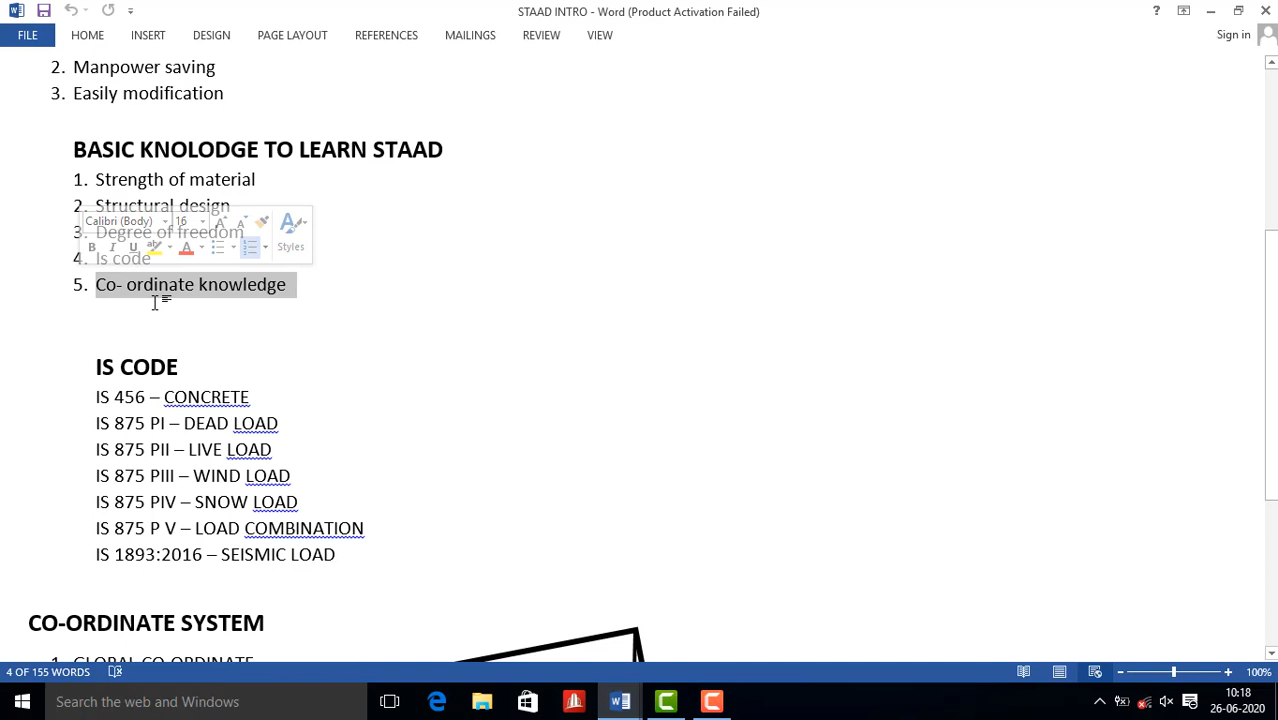 STAAD INTRO - Word (Product Activation Failed)
FILE HOME INSERT DESIGN PAGE LAYOUT REFERENCES MAILINGS REVIEW VIEW Sign in
2. Manpower saving
3. Easily modification
BASIC KNOLODGE TO LEARN STAAD
1. Strength of material
2. Structural design
Calibri (Body) 16
3. Degree of freedom
B I U ab A Styles
4. Is code
5. Co- ordinate knowledge
IS CODE
IS 456 – CONCRETE
IS 875 PI – DEAD LOAD
IS 875 PII – LIVE LOAD
IS 875 PIII – WIND LOAD
IS 875 PIV – SNOW LOAD
IS 875 P V – LOAD COMBINATION
IS 1893:2016 – SEISMIC LOAD
CO-ORDINATE SYSTEM
1. GLOBAL CO-ORDINATE
4 OF 155 WORDS 100%
Search the web and Windows
10:18
26-06-2020